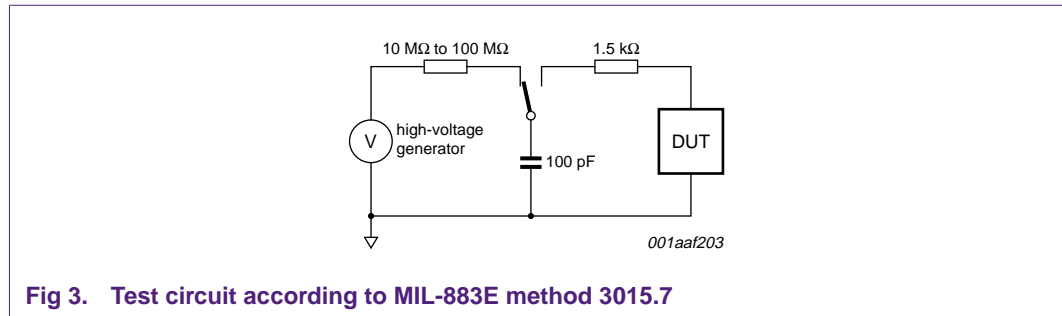 10 MΩ to 100 MΩ
1.5 kΩ
V
high-voltage
generator
100 pF
DUT
001aaf203
Fig 3. Test circuit according to MIL-883E method 3015.7